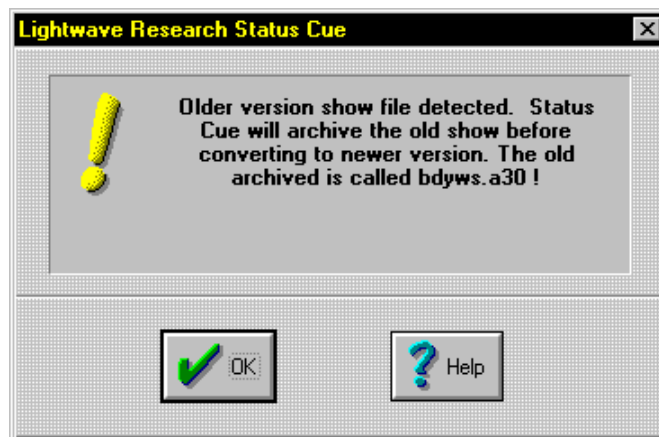 Lightwave Research Status Cue
Older version show file detected.  Status
Cue will archive the old show before
converting to newer version. The old
archived is called bdyws.a30 !
OK
Help